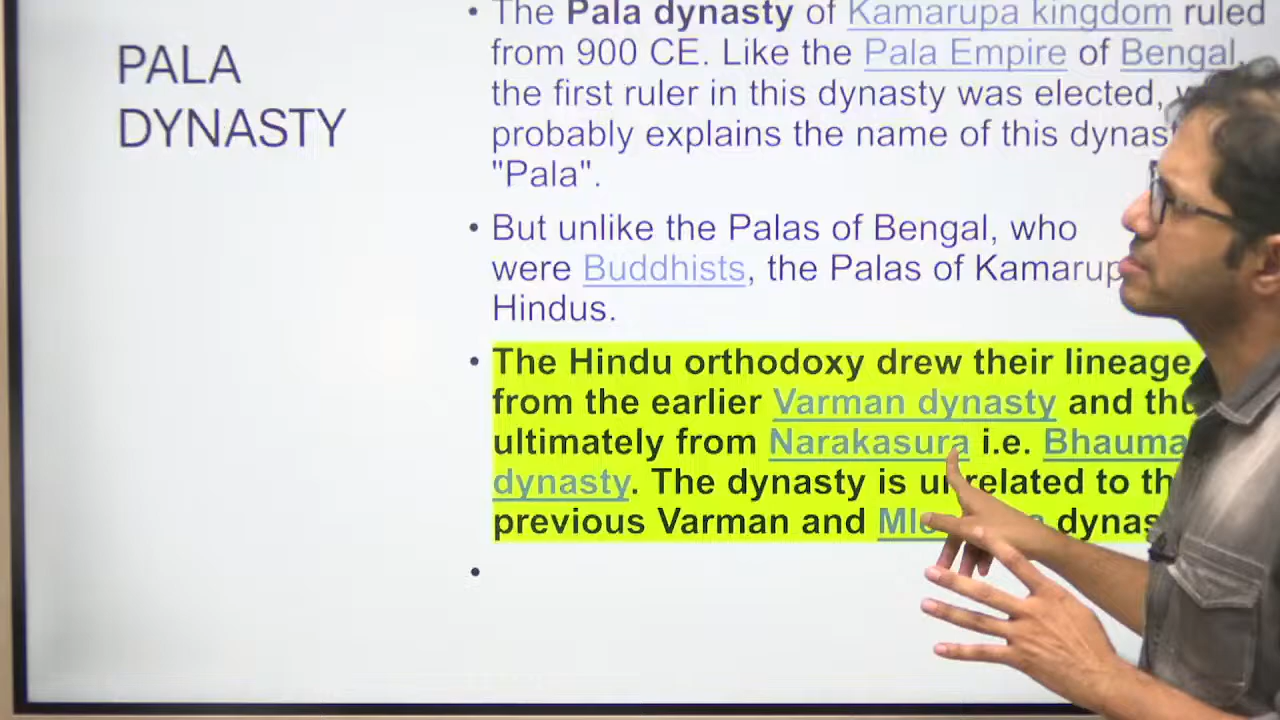 PALA
DYNASTY
• The Pala dynasty of Kamarupa kingdom ruled
from 900 CE. Like the Pala Empire of Bengal,
the first ruler in this dynasty was elected,
probably explains the name of this
"Pala".
• But unlike the Palas of Bengal, who
were Buddhists, the Palas of
Hindus.
• The Hindu orthodoxy drew their lineage
from the earlier Varman dynasty and
ultimately from Narakasura i.e. Bhauma
dynasty. The dynasty is unrelated to
previous Varman and
•